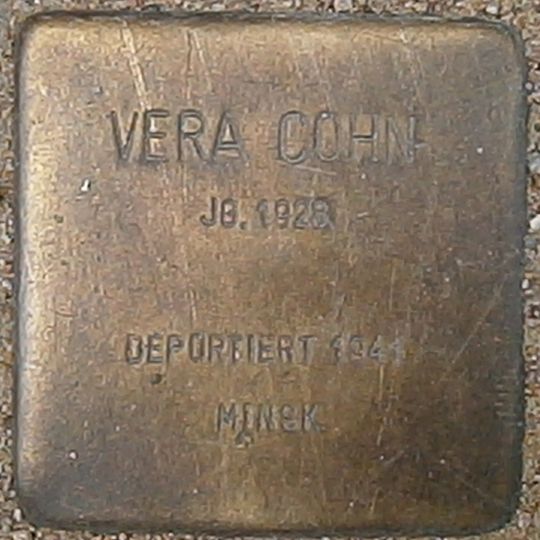 VERA COHN
JG. 1928
DEPORTIERT 1941
MINSK